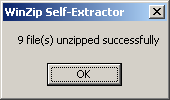 WinZip Self-Extractor
9 file(s) unzipped successfully
OK